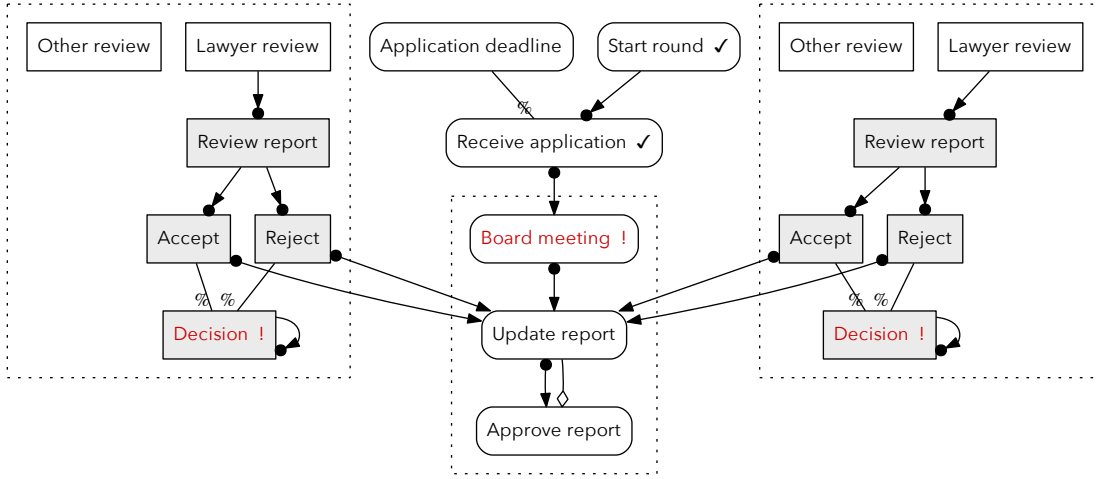 Other review
Lawyer review
Application deadline
Start round ✓
Other review
Lawyer review
%
Review report
Receive application ✓
Review report
Accept
Reject
Board meeting !
Accept
Reject
% %
% %
Decision !
Update report
Decision !
Approve report